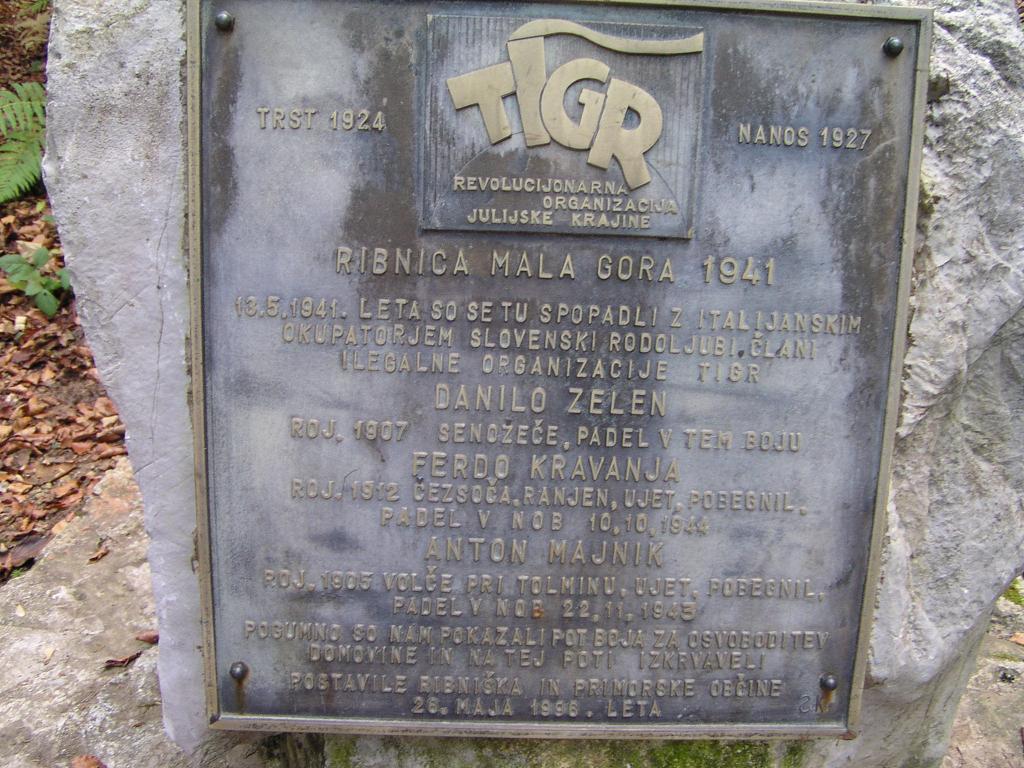 TIGR
TRST 1924
NANOS 1927
REVOLUCIJONARNA
ORGANIZACIJA
JULIJSKE KRAJINE
RIBNICA MALA GORA 1941
13.5.1941. LETA SO SE TU SPOPADLI Z ITALIJANSKIM
OKUPATORJEM SLOVENSKI RODOLJUBI, ČLANI
ILEGALNE ORGANIZACIJE TIGR
DANILO ZELEN
ROJ. 1907 SENOŽEČE, PADEL V TEM BOJU
FERDO KRAVANJA
ROJ. 1912 ČEZSOČA, RANJEN, UJET, POBEGNIL,
PADEL V NOB 10.10.1944
ANTON MAJNIK
ROJ. 1905 VOLČE PRI TOLMINU, UJET, POBEGNIL,
PADEL V NOB 22.11.1943
POGUMNO SO NAM POKAZALI POT BOJA ZA OSVOBODITEV
DOMOVINE IN NA TEJ POTI IZKRVAVELI
POSTAVILE RIBNIŠKA IN PRIMORSKE OBČINE
26. MAJA 1996. LETA